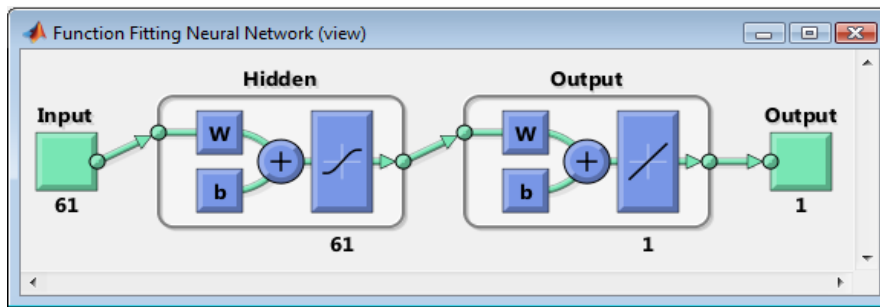 Function Fitting Neural Network (view)
Hidden
Output
Input
Output
W
b
+
W
b
+
61
61
1
1